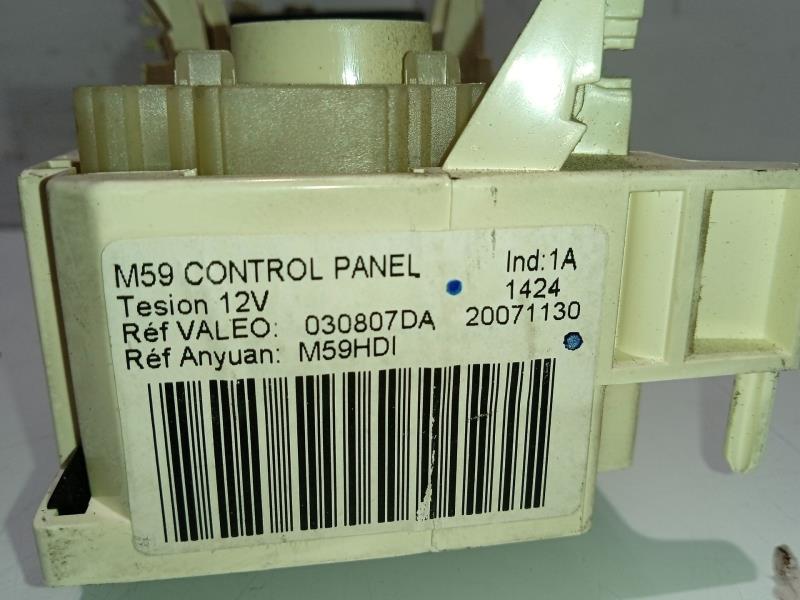 M59 CONTROL PANEL Ind:1A
Tesion 12V 1424
Réf VALEO: 030807DA 20071130
Réf Anyuan: M59HDI